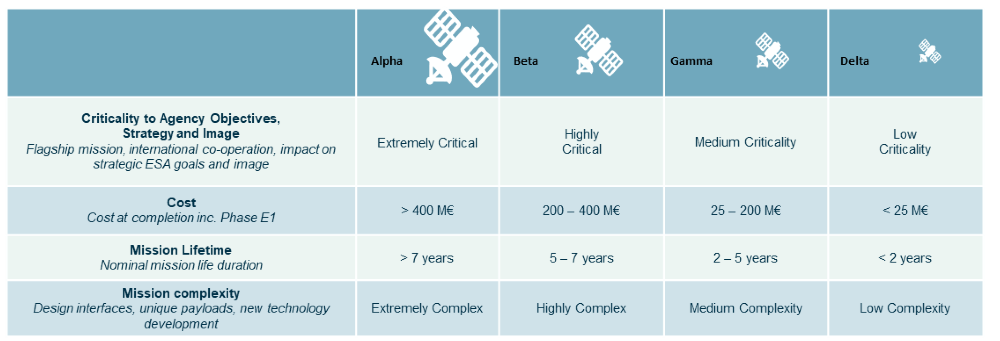 Alpha
Beta
Gamma
Delta
Criticality to Agency Objectives,
Strategy and Image
Flagship mission, international co-operation, impact on
strategic ESA goals and image
Extremely Critical
Highly
Critical
Medium Criticality
Low
Criticality
Cost
Cost at completion inc. Phase E1
> 400 M€
200 – 400 M€
25 – 200 M€
< 25 M€
Mission Lifetime
Nominal mission life duration
> 7 years
5 – 7 years
2 – 5 years
< 2 years
Mission complexity
Design interfaces, unique payloads, new technology
development
Extremely Complex
Highly Complex
Medium Complexity
Low Complexity